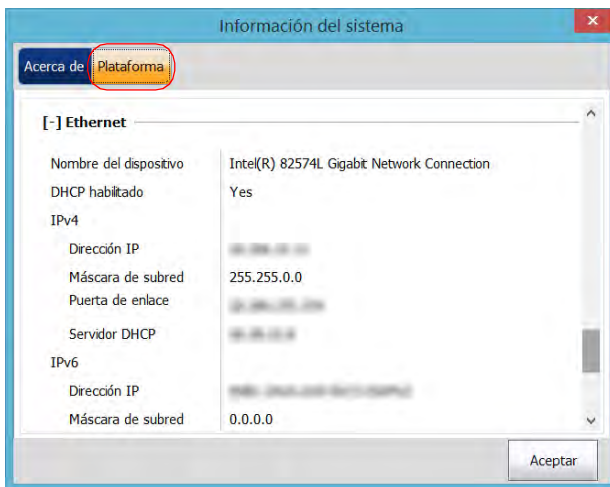 Información del sistema
Acerca de Plataforma
[-] Ethernet
Nombre del dispositivo Intel(R) 82574L Gigabit Network Connection
DHCP habilitado Yes
IPv4
Dirección IP
Máscara de subred 255.255.0.0
Puerta de enlace
Servidor DHCP
IPv6
Dirección IP
Máscara de subred 0.0.0.0
Aceptar